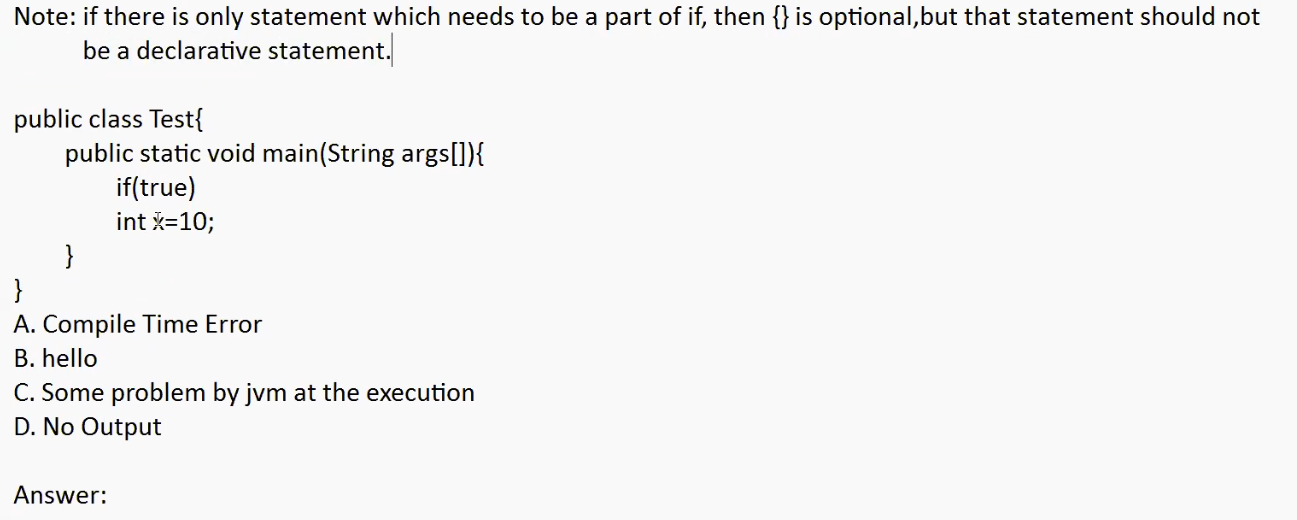 Note: if there is only statement which needs to be a part of if, then {} is optional,but that statement should not
be a declarative statement.
public class Test{
public static void main(String args[]){
if(true)
int x=10;
}
}
A. Compile Time Error
B. hello
C. Some problem by jvm at the execution
D. No Output
Answer: